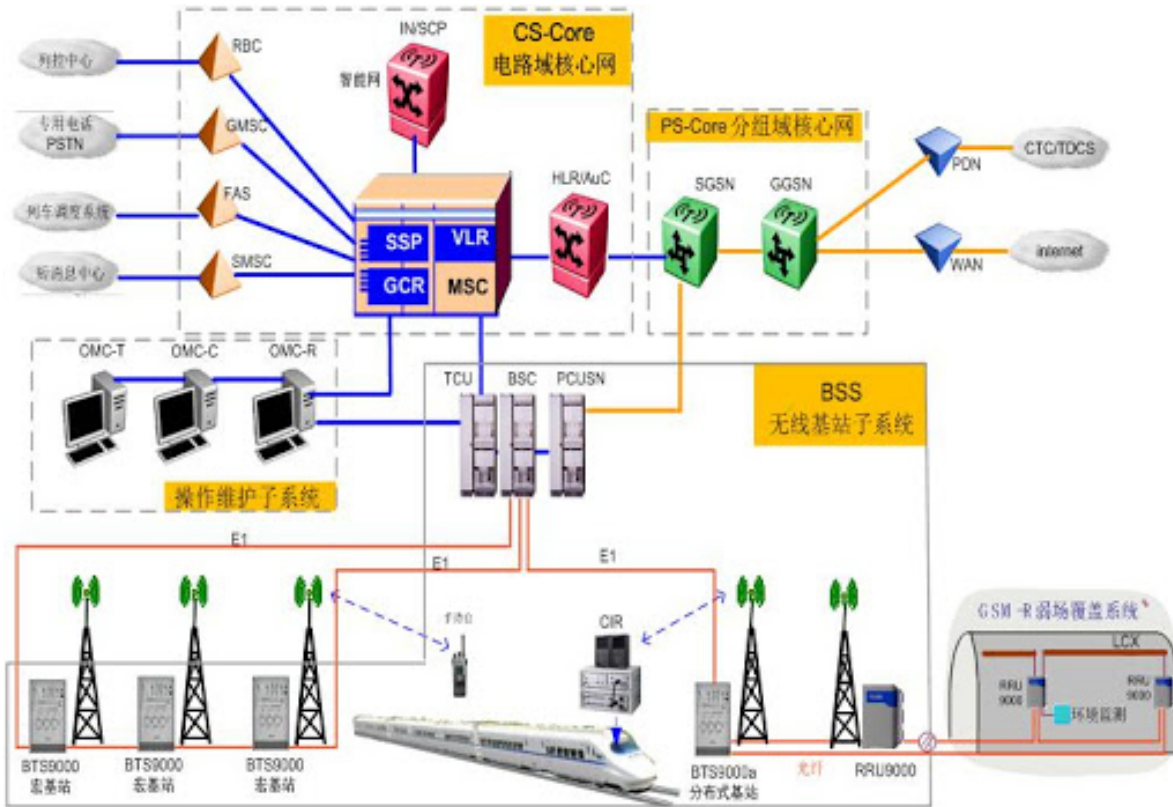 IN/SCP
CS-Core
电路域核心网
列控中心
RBC
智能网
专用电话
PSTN
GMSC
PS-Core 分组域核心网
HLR/AuC
SGSN
GGSN
PDN
CTC/TDCS
列车调度系统
FAS
SSP
VLR
短消息中心
SMSC
GCR
MSC
WAN
internet
OMC-T
OMC-C
OMC-R
TCU
BSC
PCUSN
BSS
无线基站子系统
操作维护子系统
E1
E1
E1
手持台
CIR
GSM-R弱场覆盖系统
LCX
RRU
9000
RRU
9000
环境监测
BTS9000
宏基站
BTS9000
宏基站
BTS9000
宏基站
BTS9000a
分布式基站
光纤
RRU9000